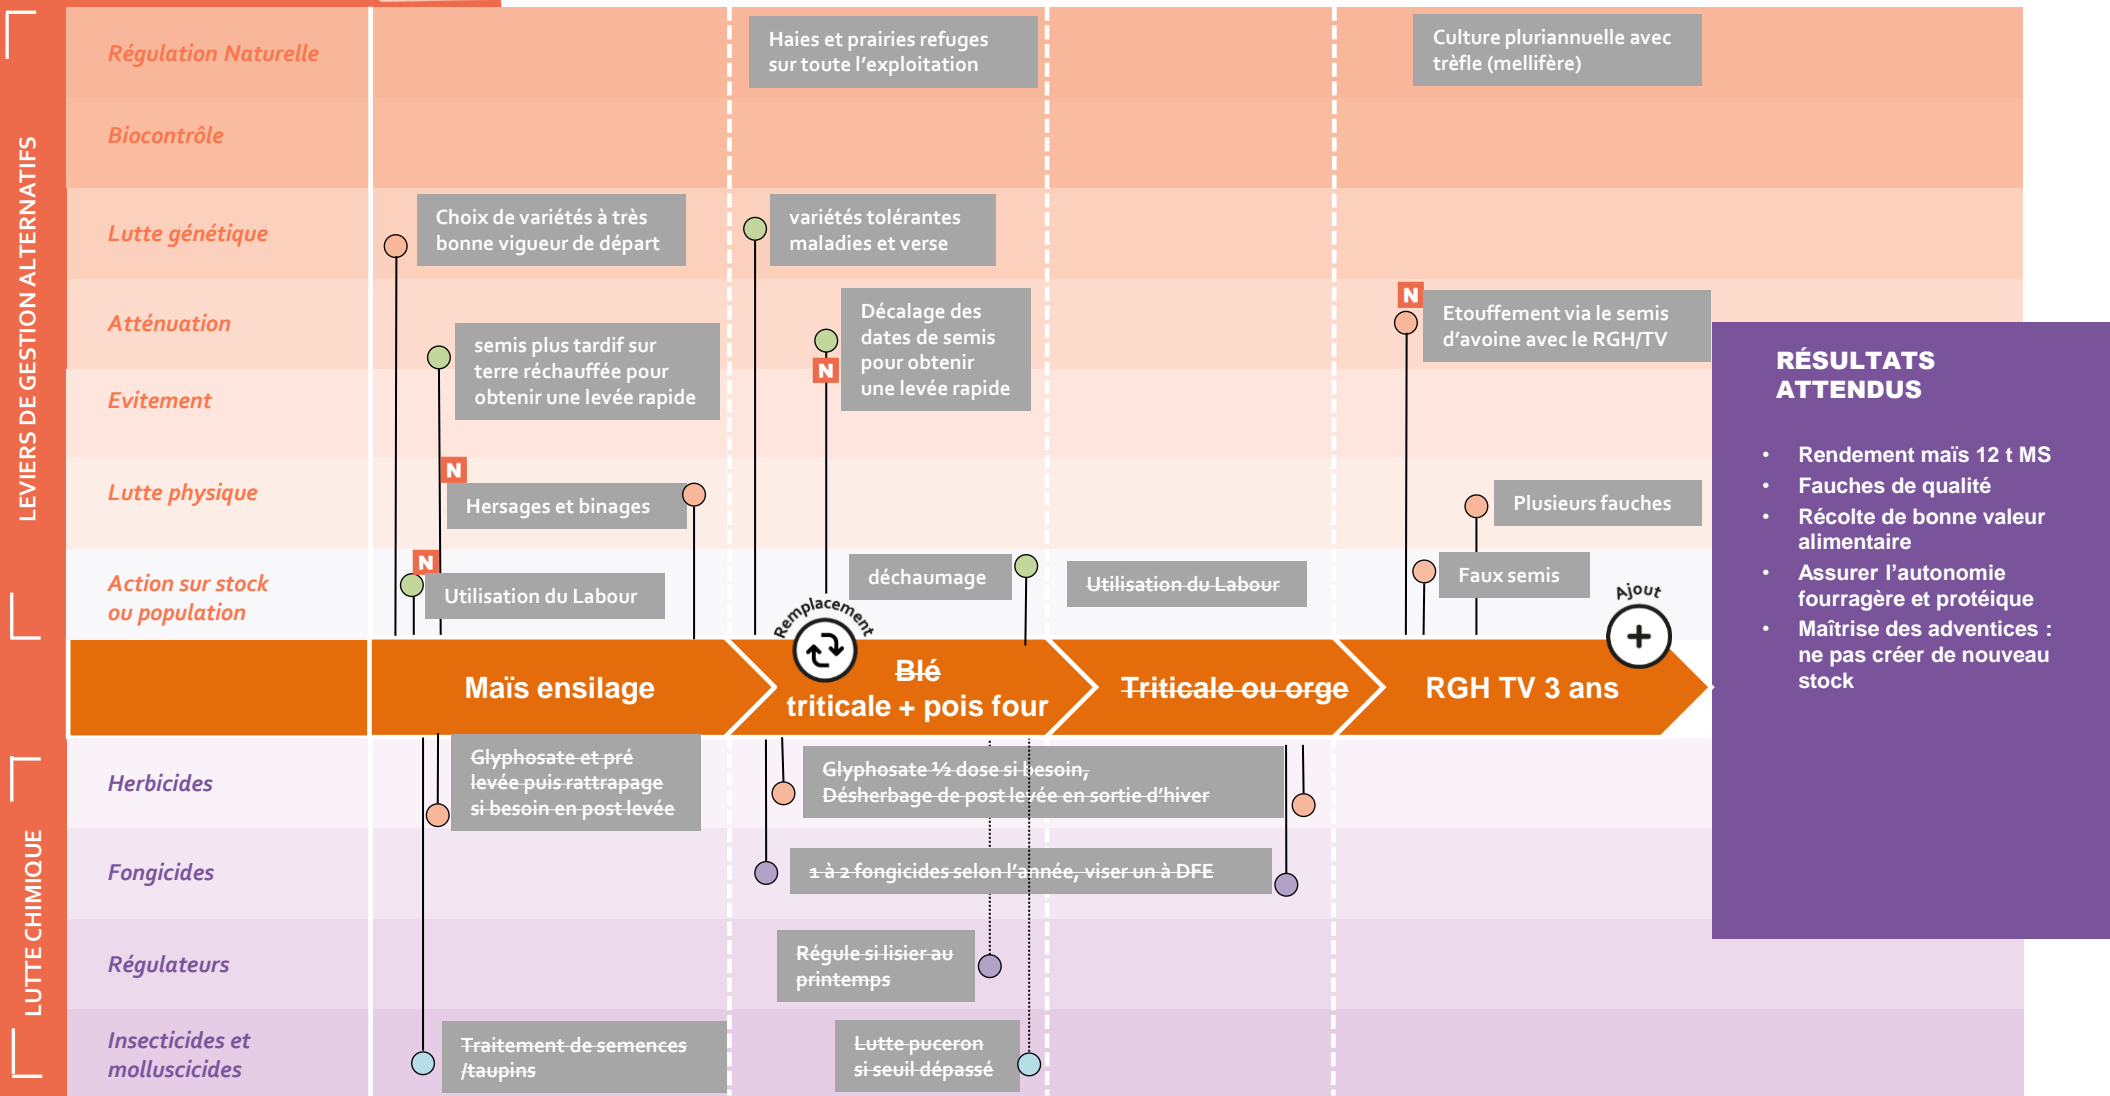 LEVIERS DE GESTION ALTERNATIFS
Régulation Naturelle
Haies et prairies refuges
sur toute l'exploitation
Culture pluriannuelle avec
trèfle (mellifère)
Biocontrôle
Lutte génétique
Choix de variétés à très
bonne vigueur de départ
variétés tolérantes
maladies et verse
Atténuation
semis plus tardif sur
terre réchauffée pour
obtenir une levée rapide
Décalage des
dates de semis
pour obtenir
une levée rapide
N
N
Etouffement via le semis
d'avoine avec le RGH/TV
Evitement
Lutte physique
N
Hersages et binages
Plusieurs fauches
Action sur stock
ou population
N
Utilisation du Labour
déchaumage
Utilisation du Labour
Faux semis
Remplacement
Ajout
Maïs ensilage
Blé
triticale + pois four
Triticale ou orge
RGH TV 3 ans
RÉSULTATS
ATTENDUS
• Rendement maïs 12 t MS
• Fauches de qualité
• Récolte de bonne valeur
alimentaire
• Assurer l'autonomie
fourragère et protéique
• Maîtrise des adventices :
ne pas créer de nouveau
stock
LUTTE CHIMIQUE
Herbicides
Glyphosate et pré
levée puis rattrapage
si besoin en post levée
Glyphosate ½ dose si besoin,
Désherbage de post levée en sortie d'hiver
Fongicides
1 à 2 fongicides selon l'année, viser un à DFE
Régulateurs
Régule si lisier au
printemps
Insecticides et
molluscicides
Traitement de semences
/taupins
Lutte puceron
si seuil dépassé